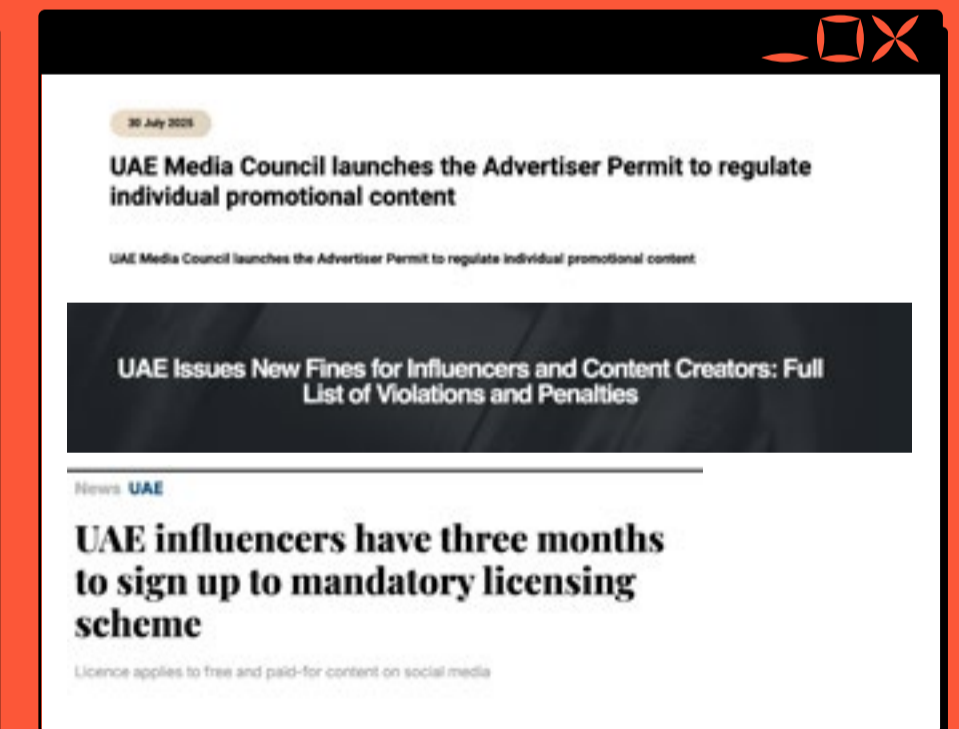 30 July 2025
UAE Media Council launches the Advertiser Permit to regulate
individual promotional content
UAE Media Council launches the Advertiser Permit to regulate individual promotional content
UAE Issues New Fines for Influencers and Content Creators: Full
List of Violations and Penalties
News UAE
UAE influencers have three months
to sign up to mandatory licensing
scheme
Licence applies to free and paid-for content on social media